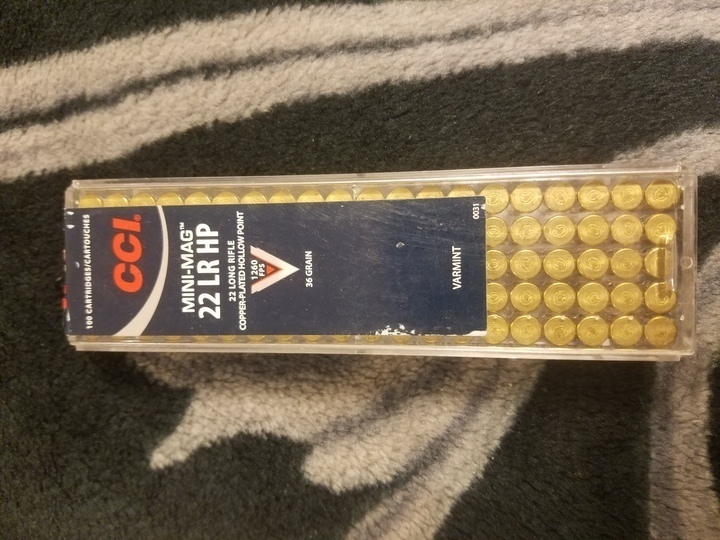 100 CARTRIDGES/CARTOUCHES
CCI®
MINI-MAG™
22 LR HP
22 LONG RIFLE
COPPER-PLATED HOLLOW POINT
1260
FPS
36 GRAIN
VARMINT
0031